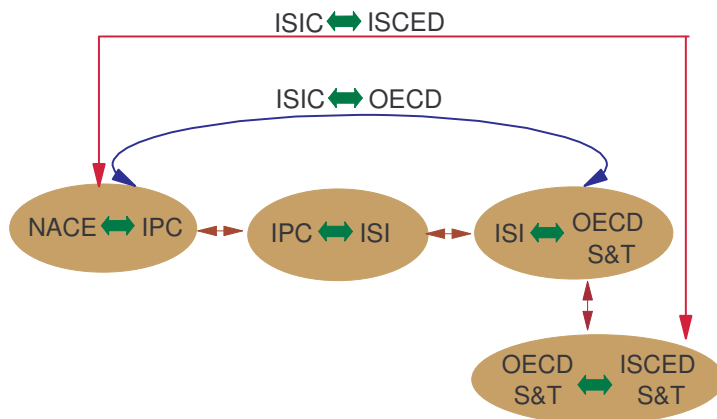 ISIC ISCED
ISIC OECD
NACE IPC
IPC ISI
ISI OECD
S&T
OECD ISCED
S&T S&T